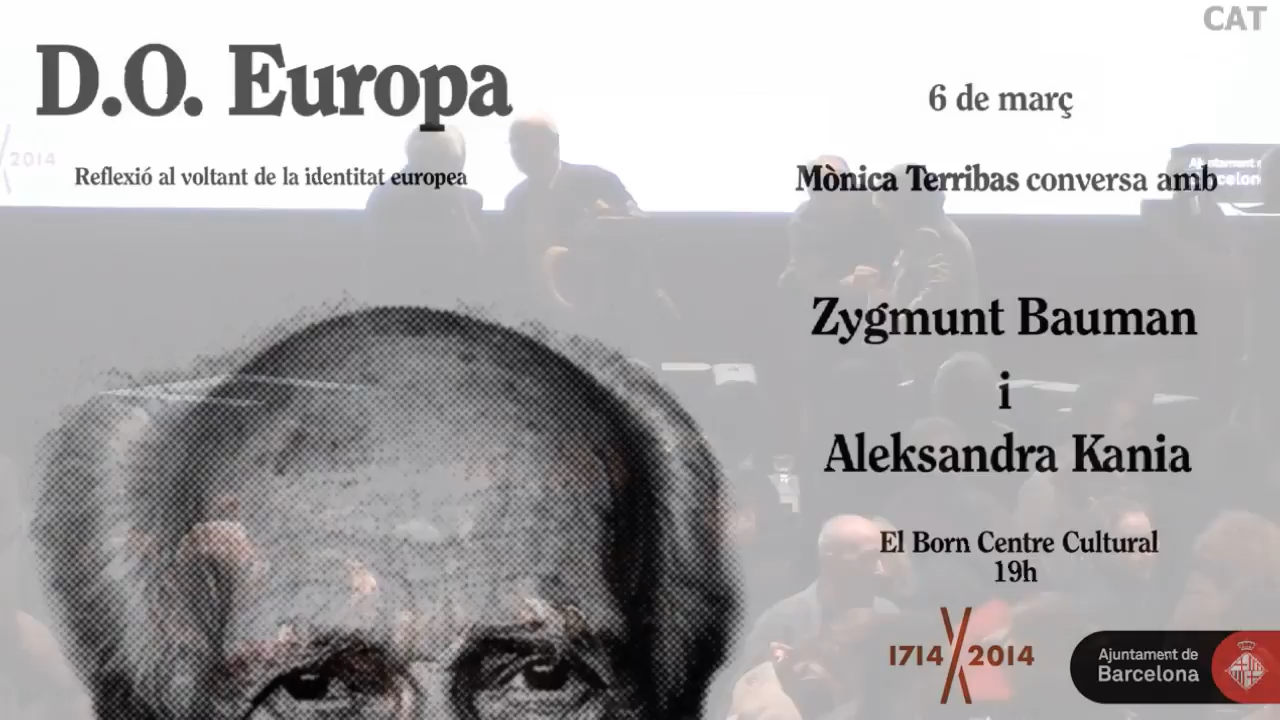 CAT
D.O. Europa
Reflexió al voltant de la identitat europea
6 de març
Mònica Terribas conversa amb
Zygmunt Bauman
i
Aleksandra Kania
El Born Centre Cultural
19h
1714 2014
Ajuntament de
Barcelona
2014